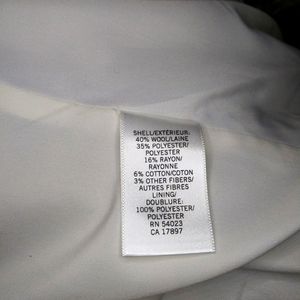 SHELL/EXTÉRIEUR:
40% WOOL/LAINE
35% POLYESTER/
POLYESTER
16% RAYON/
RAYONNE
6% COTTON/COTON
3% OTHER FIBERS/
AUTRES FIBRES
LINING/
DOUBLURE:
100% POLYESTER/
POLYESTER
RN 54023
CA 17897